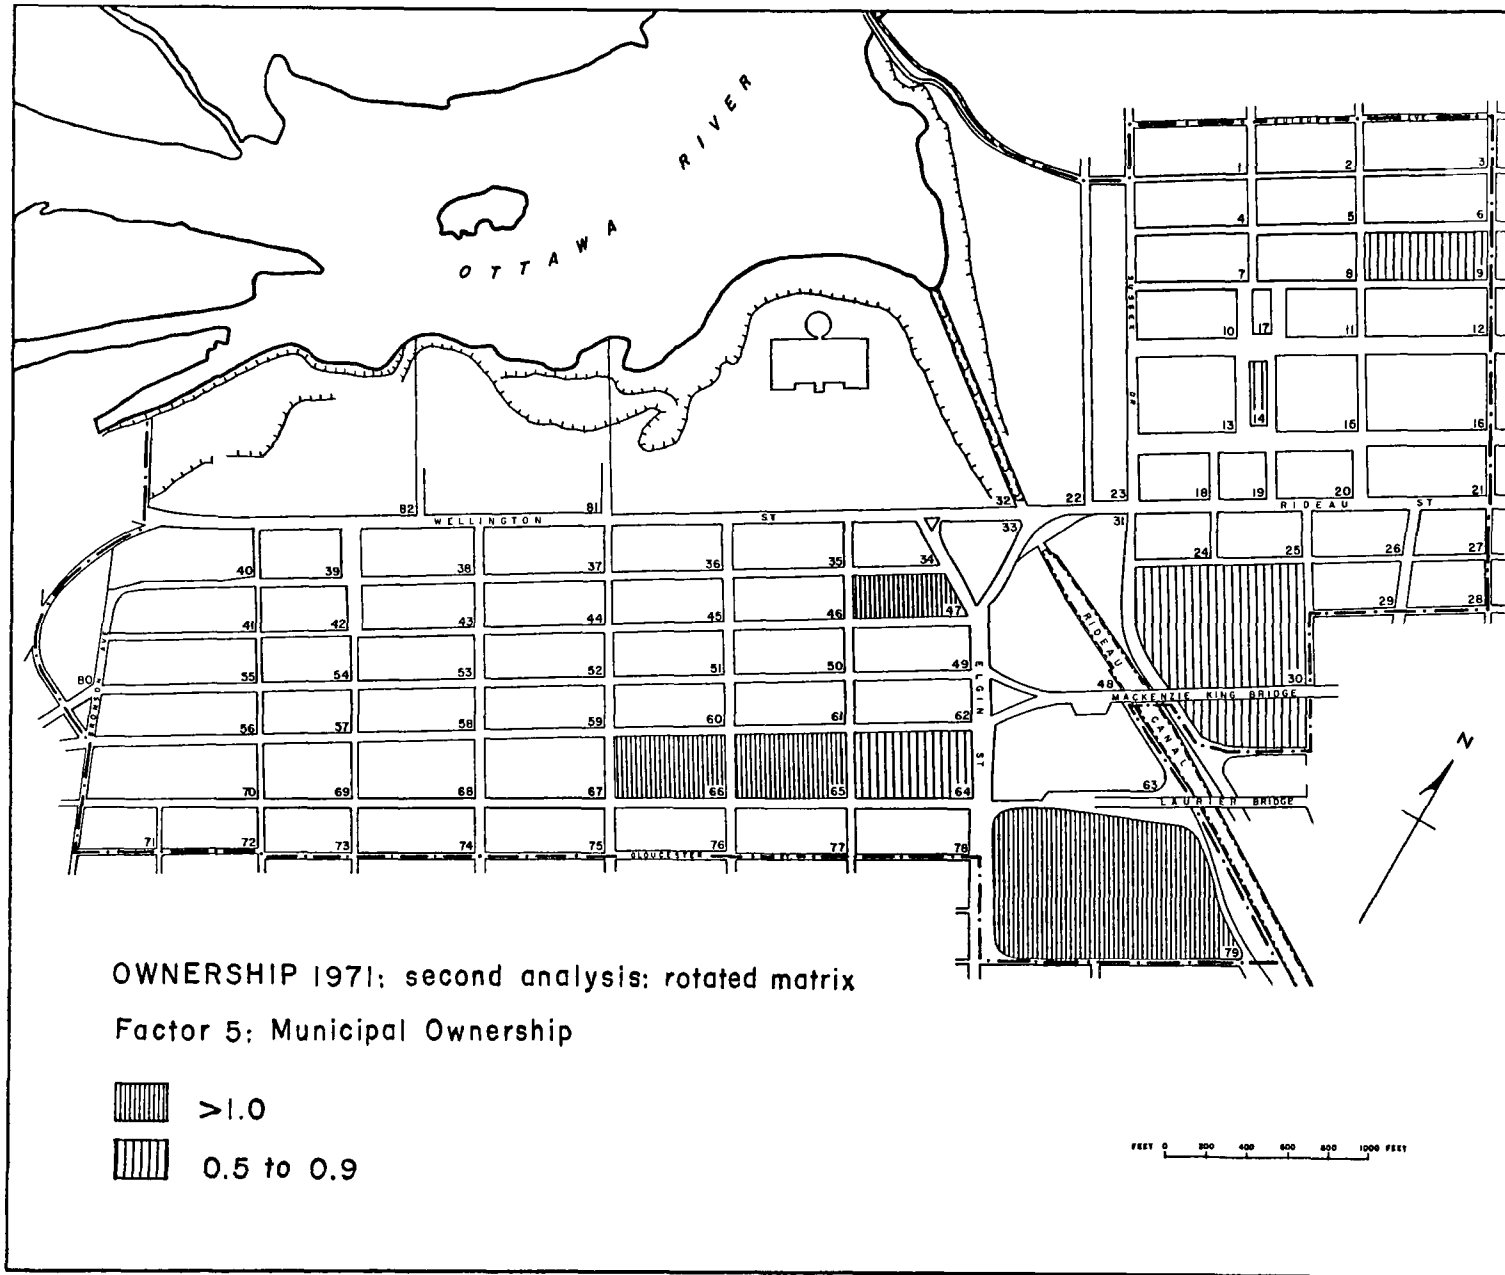 OTTAWA RIVER
1 2 3
4 5 6
7 8 9
10 17 11 12
13 14 15 16
18 19 20 21
22 23
RIDEAU ST
82 81 32
WELLINGTON ST
33 31
24 25 26 27
40 39 38 37 36 35 34
29 28
41 42 43 44 45 46 47
RIDEAU CANAL
55 54 53 52 51 50 49
ELGIN ST
80
48 30
MACKENZIE KING BRIDGE
56 57 58 59 60 61 62
N
70 69 68 67 66 65 64
63
LAURIER BRIDGE
71 72 73 74 75 76 77 78
GLOUCESTER
79
SUSSEX DR
BRONSON AV
OWNERSHIP 1971: second analysis: rotated matrix
Factor 5: Municipal Ownership
>1.0
0.5 to 0.9
FEET 0 200 400 600 800 1000 FEET